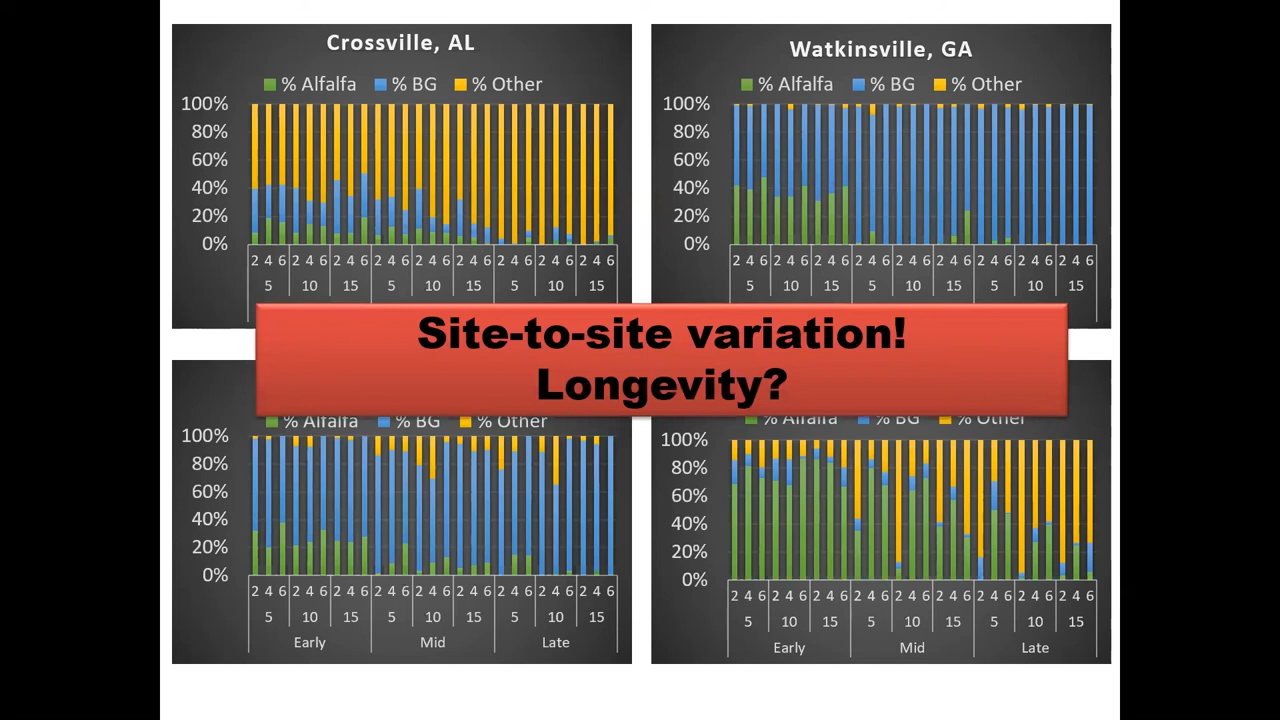 Crossville, AL
% Alfalfa % BG % Other
100%
80%
60%
40%
20%
0%
2 4 6 2 4 6 2 4 6 2 4 6 2 4 6 2 4 6 2 4 6 2 4 6 2 4 6
5 10 15 5 10 15 5 10 15
Watkinsville, GA
% Alfalfa % BG % Other
100%
80%
60%
40%
20%
0%
2 4 6 2 4 6 2 4 6 2 4 6 2 4 6 2 4 6 2 4 6 2 4 6 2 4 6
5 10 15 5 10 15 5 10 15
Site-to-site variation!
Longevity?
% Alfalfa % BG % Other
100%
80%
60%
40%
20%
0%
2 4 6 2 4 6 2 4 6 2 4 6 2 4 6 2 4 6 2 4 6 2 4 6 2 4 6
5 10 15 5 10 15 5 10 15
Early Mid Late
% Alfalfa % BG % Other
100%
80%
60%
40%
20%
0%
2 4 6 2 4 6 2 4 6 2 4 6 2 4 6 2 4 6 2 4 6 2 4 6 2 4 6
5 10 15 5 10 15 5 10 15
Early Mid Late